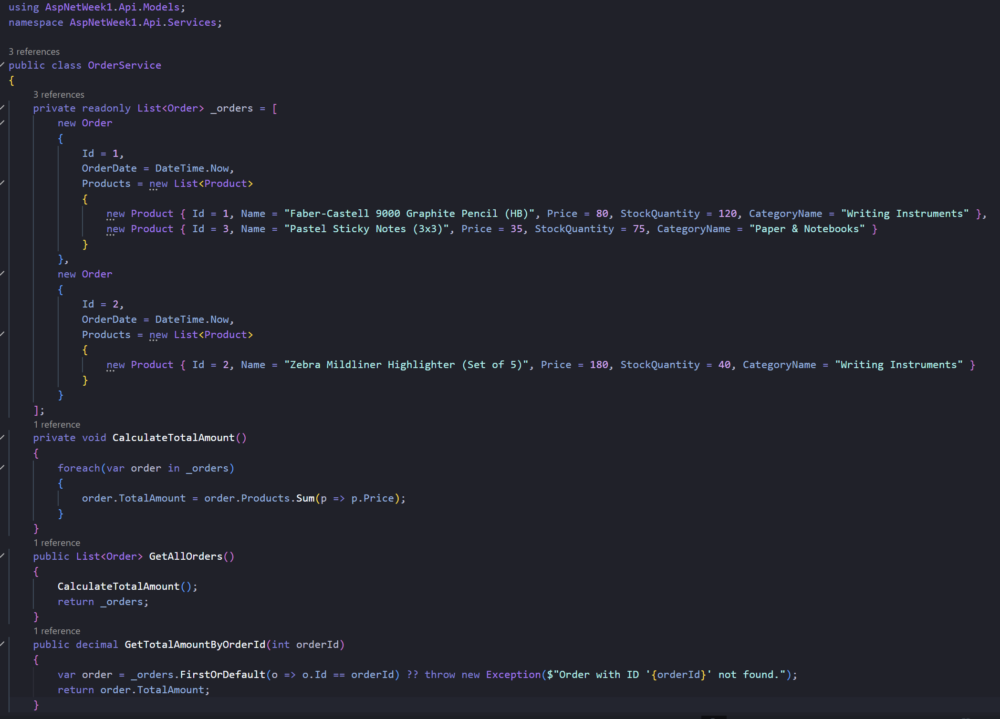 using AspNetWeek1.Api.Models;
namespace AspNetWeek1.Api.Services;
3 references
public class OrderService
{
3 references
private readonly List<Order> _orders = [
new Order
{
Id = 1,
OrderDate = DateTime.Now,
Products = new List<Product>
{
new Product { Id = 1, Name = "Faber-Castell 9000 Graphite Pencil (HB)", Price = 80, StockQuantity = 120, CategoryName = "Writing Instruments" },
new Product { Id = 3, Name = "Pastel Sticky Notes (3x3)", Price = 35, StockQuantity = 75, CategoryName = "Paper & Notebooks" }
}
},
new Order
{
Id = 2,
OrderDate = DateTime.Now,
Products = new List<Product>
{
new Product { Id = 2, Name = "Zebra Mildliner Highlighter (Set of 5)", Price = 180, StockQuantity = 40, CategoryName = "Writing Instruments" }
}
}
];
1 reference
private void CalculateTotalAmount()
{
foreach(var order in _orders)
{
order.TotalAmount = order.Products.Sum(p => p.Price);
}
}
1 reference
public List<Order> GetAllOrders()
{
CalculateTotalAmount();
return _orders;
}
1 reference
public decimal GetTotalAmountByOrderId(int orderId)
{
var order = _orders.FirstOrDefault(o => o.Id == orderId) ?? throw new Exception($"Order with ID '{orderId}' not found.");
return order.TotalAmount;
}